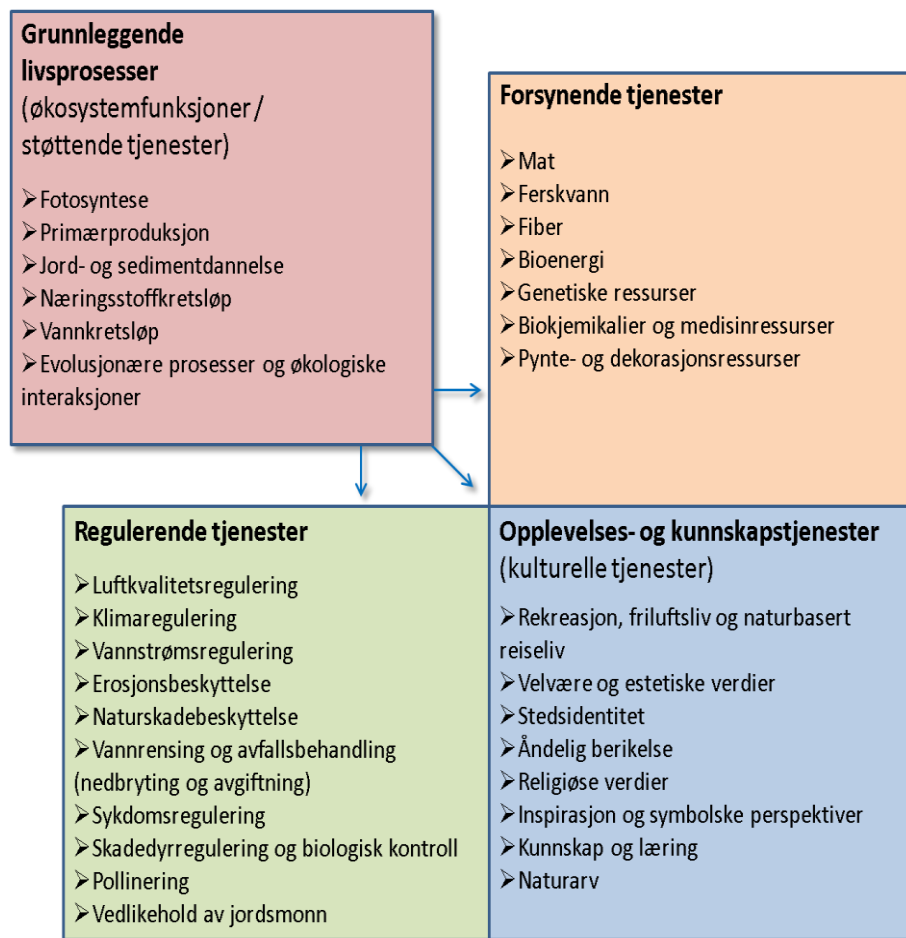 Grunnleggende
livsprosesser
(økosystemfunksjoner/
støttende tjenester)
➢Fotosyntese
➢Primærproduksjon
➢Jord- og sedimentdannelse
➢Næringsstoffkretsløp
➢Vannkretsløp
➢Evolusjonære prosesser og økologiske
interaksjoner
Forsynende tjenester
➢Mat
➢Ferskvann
➢Fiber
➢Bioenergi
➢Genetiske ressurser
➢Biokjemikalier og medisinressurser
➢Pynte- og dekorasjonsressurser
Regulerende tjenester
➢Luftkvalitetsregulering
➢Klimaregulering
➢Vannstrømsregulering
➢Erosjonsbeskyttelse
➢Naturskadebeskyttelse
➢Vannrensing og avfallsbehandling
(nedbryting og avgiftning)
➢Sykdomsregulering
➢Skadedyrregulering og biologisk kontroll
➢Pollinering
➢Vedlikehold av jordsmonn
Opplevelses- og kunnskapstjenester
(kulturelle tjenester)
➢Rekreasjon, friluftsliv og naturbasert
reiseliv
➢Velvære og estetiske verdier
➢Stedsidentitet
➢Åndelig berikelse
➢Religiøse verdier
➢Inspirasjon og symbolske perspektiver
➢Kunnskap og læring
➢Naturarv